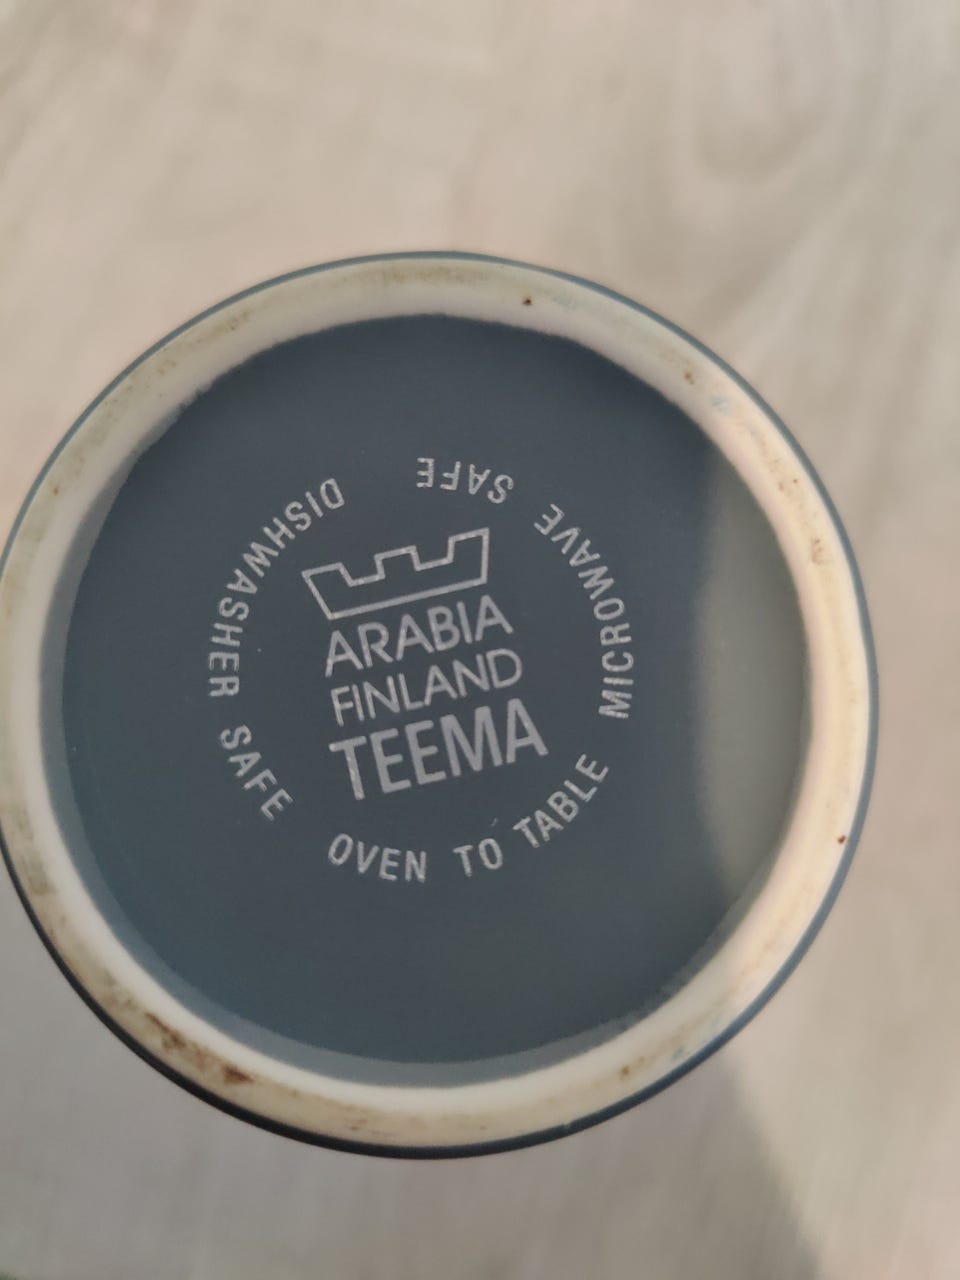 ARABIA
FINLAND
TEEMA
DISHWASHER SAFE
OVEN TO TABLE
MICROWAVE SAFE